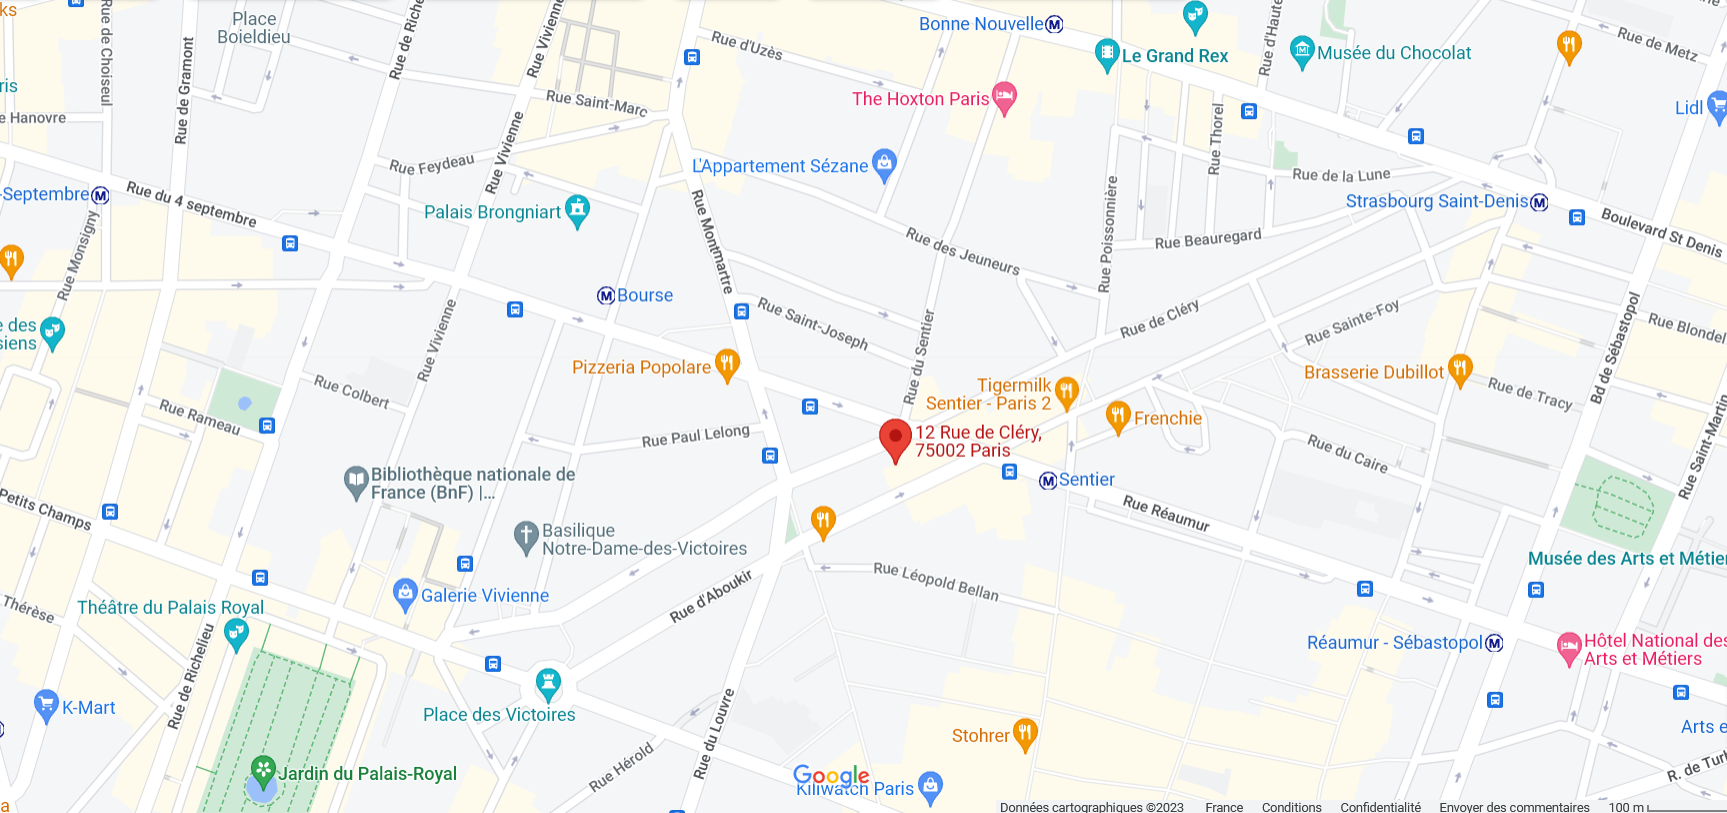 ks
Place
Boieldieu
Rue de Choiseul
Rue de Gramont
Rue de Riche
Rue Vivienne
Rue d'Uzès
Bonne Nouvelle
Le Grand Rex
Rue d'Haute
Musée du Chocolat
Rue de Metz
ris
e Hanovre
Rue Saint-Marc
The Hoxton Paris
Rue Thorel
Lidl
Rue Feydeau
Rue Vivienne
L'Appartement Sézane
Rue de la Lune
-Septembre
Rue du 4 septembre
Palais Brongniart
Rue Montmartre
Rue Poissonnière
Strasbourg Saint-Denis
Boulevard St Denis
Rue Monsigny
Rue des Jeuneurs
Rue Beauregard
Bourse
Rue Saint-Joseph
Rue du Sentier
Rue de Cléry
Rue Sainte-Foy
Bd de Sébastopol
Rue Blondel
e des
siens
Rue Vivienne
Pizzeria Popolare
Tigermilk
Sentier - Paris 2
Brasserie Dubillot
Rue de Tracy
Rue Colbert
Rue Rameau
Rue Paul Lelong
12 Rue de Cléry,
75002 Paris
Frenchie
Rue du Caire
Rue Saint-Martin
Bibliothèque nationale de
France (BnF) |...
Sentier
Petits Champs
Rue Réaumur
Basilique
Notre-Dame-des-Victoires
Musée des Arts et Métier
Rue d'Aboukir
Rue Léopold Bellan
Galerie Vivienne
Thérèse
Théâtre du Palais Royal
Rue de Richelieu
Réaumur - Sébastopol
Hôtel National des
Arts et Métiers
K-Mart
Place des Victoires
Rue du Louvre
Stohrer
Arts e
Rue Hérold
Jardin du Palais-Royal
Google
Kiliwatch Paris
R. de Turb
a
Données cartographiques ©2023 France Conditions Confidentialité Envoyer des commentaires 100 m